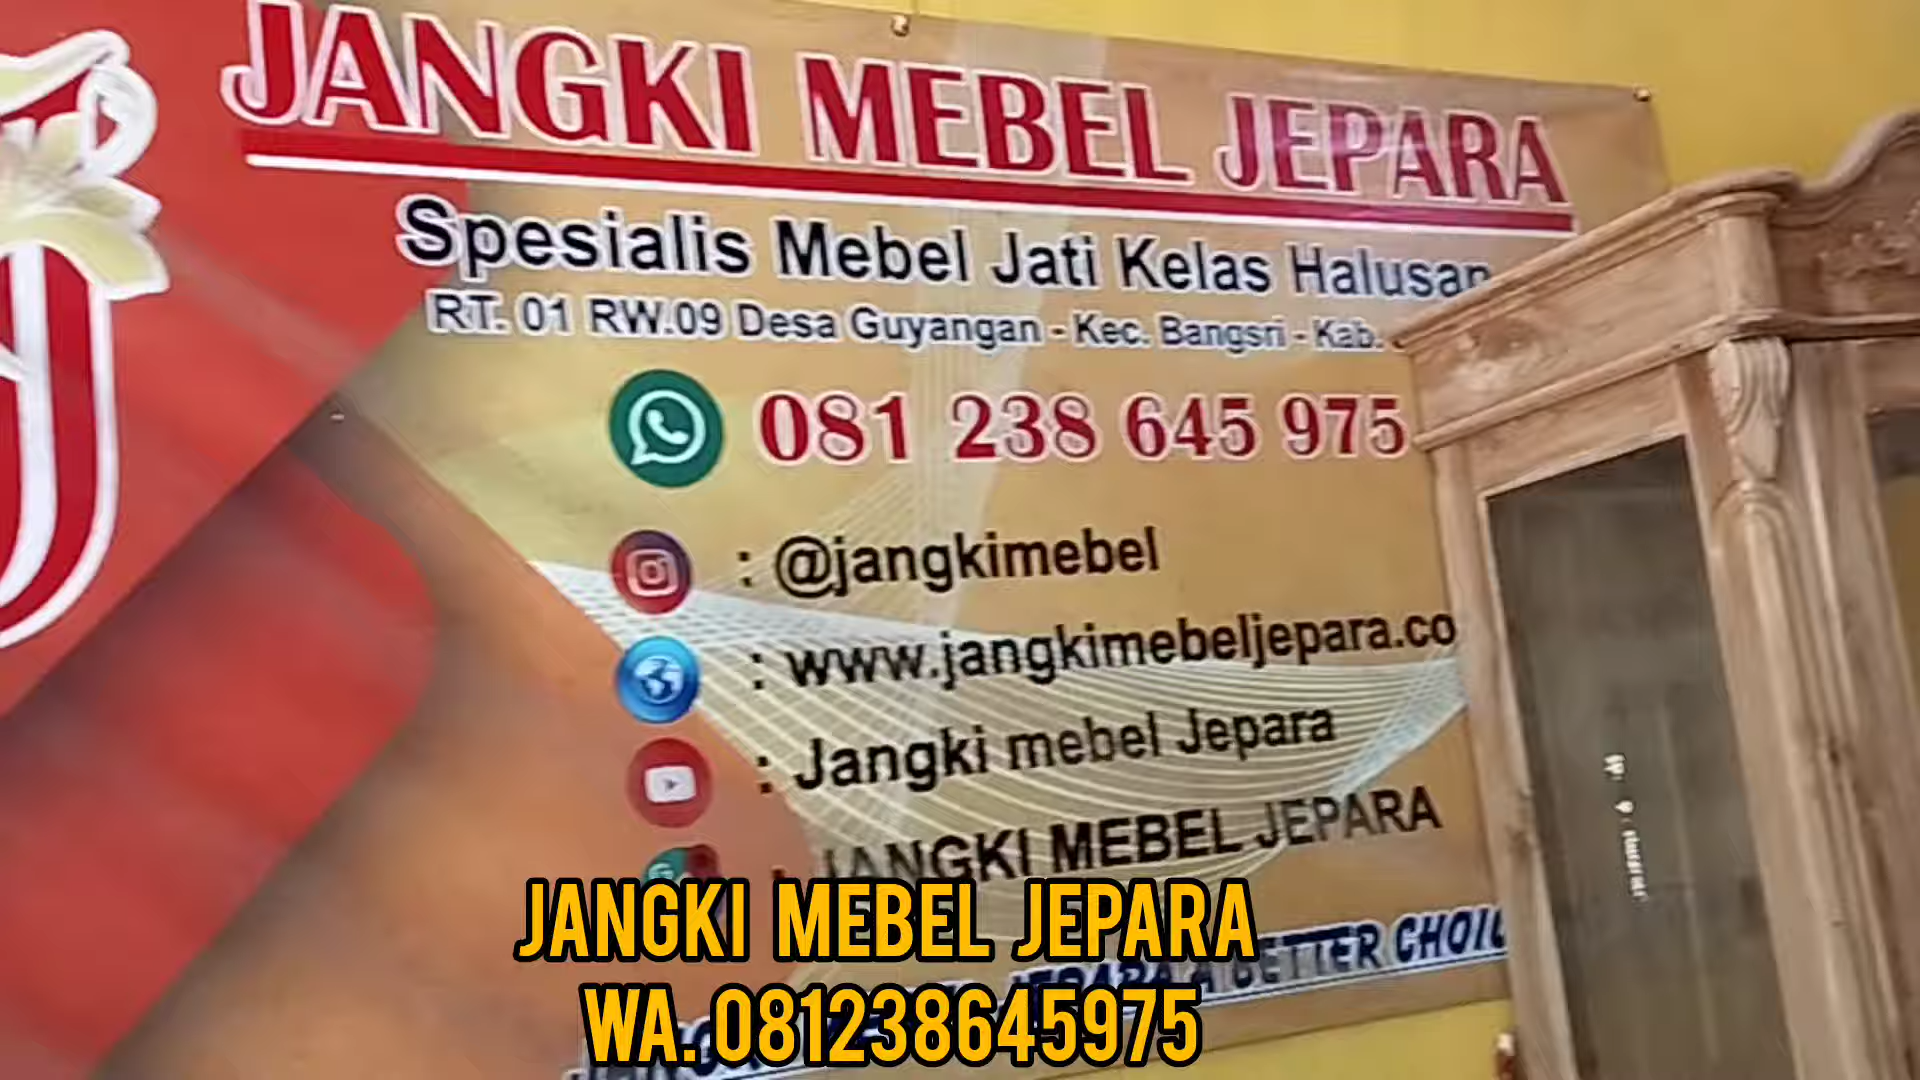 JANGKI MEBEL JEPARA
Spesialis Mebel Jati Kelas Halusan
RT. 01 RW.09 Desa Guyangan - Kec. Bangsri - Kab.
081 238 645 975
: @jangkimebel
: www.jangkimebeljepara.co
: Jangki mebel Jepara
: JANGKI MEBEL JEPARA
JEPARA A BETTER CHOIC
JANGKI MEBEL JEPARA
WA. 081238645975